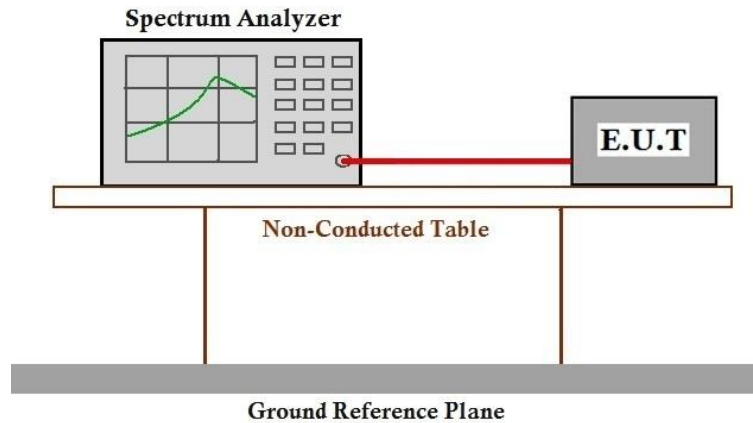 Spectrum Analyzer
E.U.T
Non-Conducted Table
Ground Reference Plane